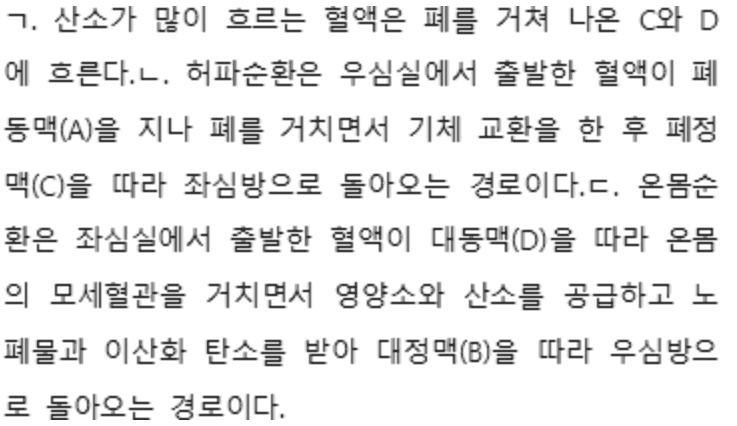 ㄱ. 산소가 많이 흐르는 혈액은 폐를 거쳐 나온 C와 D
에 흐른다.ㄴ. 허파순환은 우심실에서 출발한 혈액이 폐
동맥(A)을 지나 폐를 거치면서 기체 교환을 한 후 폐정
맥(C)을 따라 좌심방으로 돌아오는 경로이다.ㄷ. 온몸순
환은 좌심실에서 출발한 혈액이 대동맥(D)을 따라 온몸
의 모세혈관을 거치면서 영양소와 산소를 공급하고 노
폐물과 이산화 탄소를 받아 대정맥(B)을 따라 우심방으
로 돌아오는 경로이다.